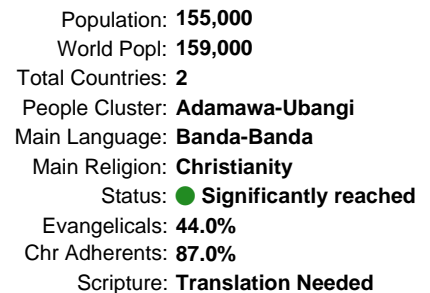 Population: 155,000
World Popl: 159,000
Total Countries: 2
People Cluster: Adamawa-Ubangi
Main Language: Banda-Banda
Main Religion: Christianity
Status: Significantly reached
Evangelicals: 44.0%
Chr Adherents: 87.0%
Scripture: Translation Needed